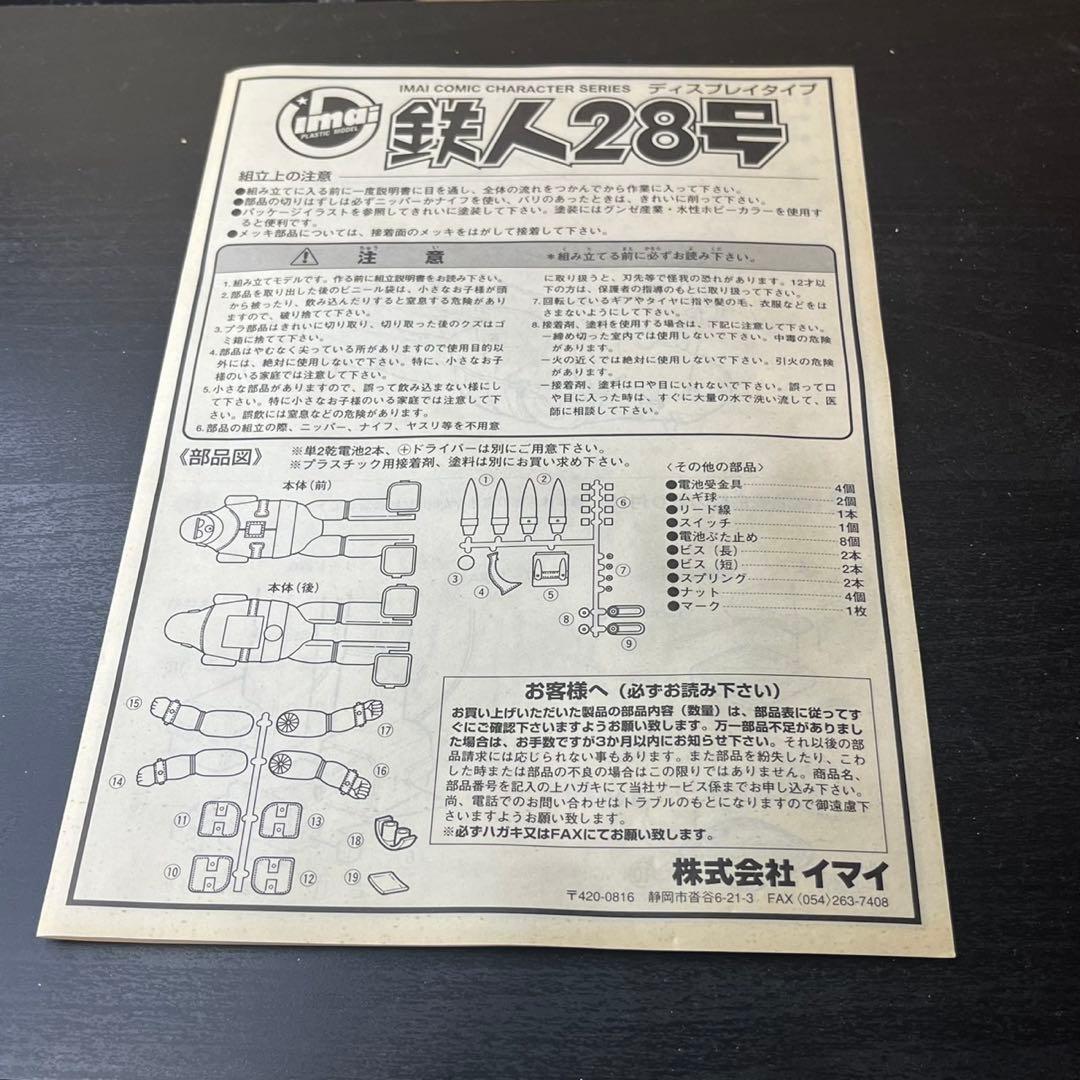 imai
PLASTIC MODEL
IMAI COMIC CHARACTER SERIES ディスプレイタイプ
鉄人28号
組立上の注意
●組み立てに入る前に一度説明書に目を通し、全体の流れをつかんでから作業に入って下さい。
●部品の切りはずしは必ずニッパーかナイフを使い、バリのあったときは、きれいに削って下さい。
●パッケージイラストを参照してきれいに塗装して下さい。塗装にはグンゼ産業・水性ホビーカラーを使用す
ると便利です。
●メッキ部品については、接着面のメッキをはがして接着して下さい。
注意 *組み立てる前に必ずお読み下さい。
1. 組み立てモデルです。作る前に組立説明書をお読み下さい。
2. 部品を取り出した後のビニール袋は、小さなお子様が頭
から被ったり、飲み込んだりすると窒息する危険があり
ますので、破り捨てて下さい。
3. プラ部品はきれいに切り取り、切り取った後のクズはゴ
ミ箱に捨てて下さい。
4. 部品はやむなく尖っている所がありますので使用目的以
外には、絶対に使用しないで下さい。特に、小さなお子
様のいる家庭では注意して下さい。
5. 小さな部品がありますので、誤って飲み込まない様にし
て下さい。特に小さなお子様のいる家庭では注意して下
さい。誤飲には窒息などの危険があります。
6. 部品の組立の際、ニッパー、ナイフ、ヤスリ等を不用意
に取り扱うと、刃先等で怪我の恐れがあります。12才以
下の方は、保護者の指導のもとに取り扱って下さい。
7. 回転しているギアやタイヤに指や髪の毛、衣服などをは
さまないようにして下さい。
8. 接着剤、塗料を使用する場合は、下記に注意して下さい。
ー締め切った室内では使用しないで下さい。中毒の危険
があります。
ー火の近くでは絶対に使用しないで下さい。引火の危険
があります。
ー接着剤、塗料は口や目にいれないで下さい。誤って口
や目に入った時は、すぐに大量の水で洗い流して、医
師に相談して下さい。
《部品図》
※単2乾電池2本、⊕ドライバーは別にご用意下さい。
※プラスチック用接着剤、塗料は別にお買い求め下さい。
本体(前)
本体(後)
① ②
③ ④ ⑤
⑥
⑦
⑧
⑨
〈その他の部品〉
●電池受金具 4個
●ムギ球 2個
●リード線 1本
●スイッチ 1個
●電池ぶた止め 8個
●ビス(長) 2本
●ビス(短) 2本
●スプリング 2本
●ナット 4個
●マーク 1枚
⑮ ⑰
⑭ ⑯
⑪ ⑬ ⑱
⑩ ⑫ ⑲
お客様へ(必ずお読み下さい)
お買い上げいただいた製品の部品内容(数量)は、部品表に従ってす
ぐにご確認下さいますようお願い致します。万一部品不足がありまし
た場合は、お手数ですが3か月以内にお知らせ下さい。それ以後の部
品請求には応じられない事もあります。また部品を紛失したり、こわ
した時または部品の不良の場合はこの限りではありません。商品名、
部品番号を記入の上ハガキにて当社サービス係までお申し込み下さい。
尚、電話でのお問い合わせはトラブルのもとになりますので御遠慮下
さいますようお願い致します。
※必ずハガキ又はFAXにてお願い致します。
株式会社 イマイ
〒420-0816 静岡市沓谷6-21-3 FAX〈054〉263-7408